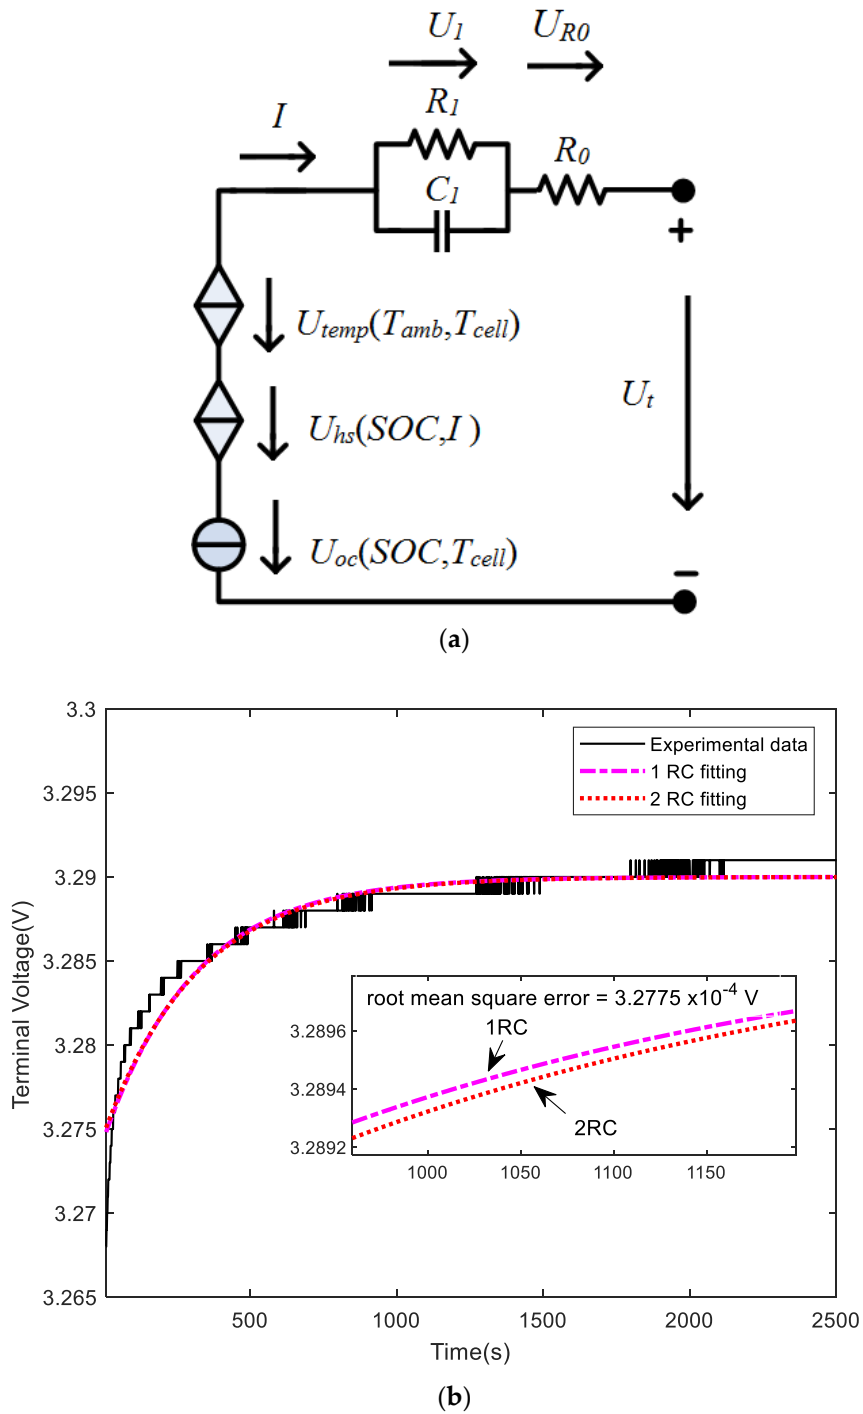 U1 UR0
I R1 R0
C1
+
Utemp(Tamb,Tcell)
Ut
Uhs(SOC,I )
Uoc(SOC,Tcell)
−
(a)
3.3
3.295
3.29
3.285
3.28
3.275
3.27
3.265
Terminal Voltage(V)
Experimental data
1 RC fitting
2 RC fitting
root mean square error = 3.2775 x10-4 V
1RC
2RC
3.2896
3.2894
3.2892
1000 1050 1100 1150
500 1000 1500 2000 2500
Time(s)
(b)